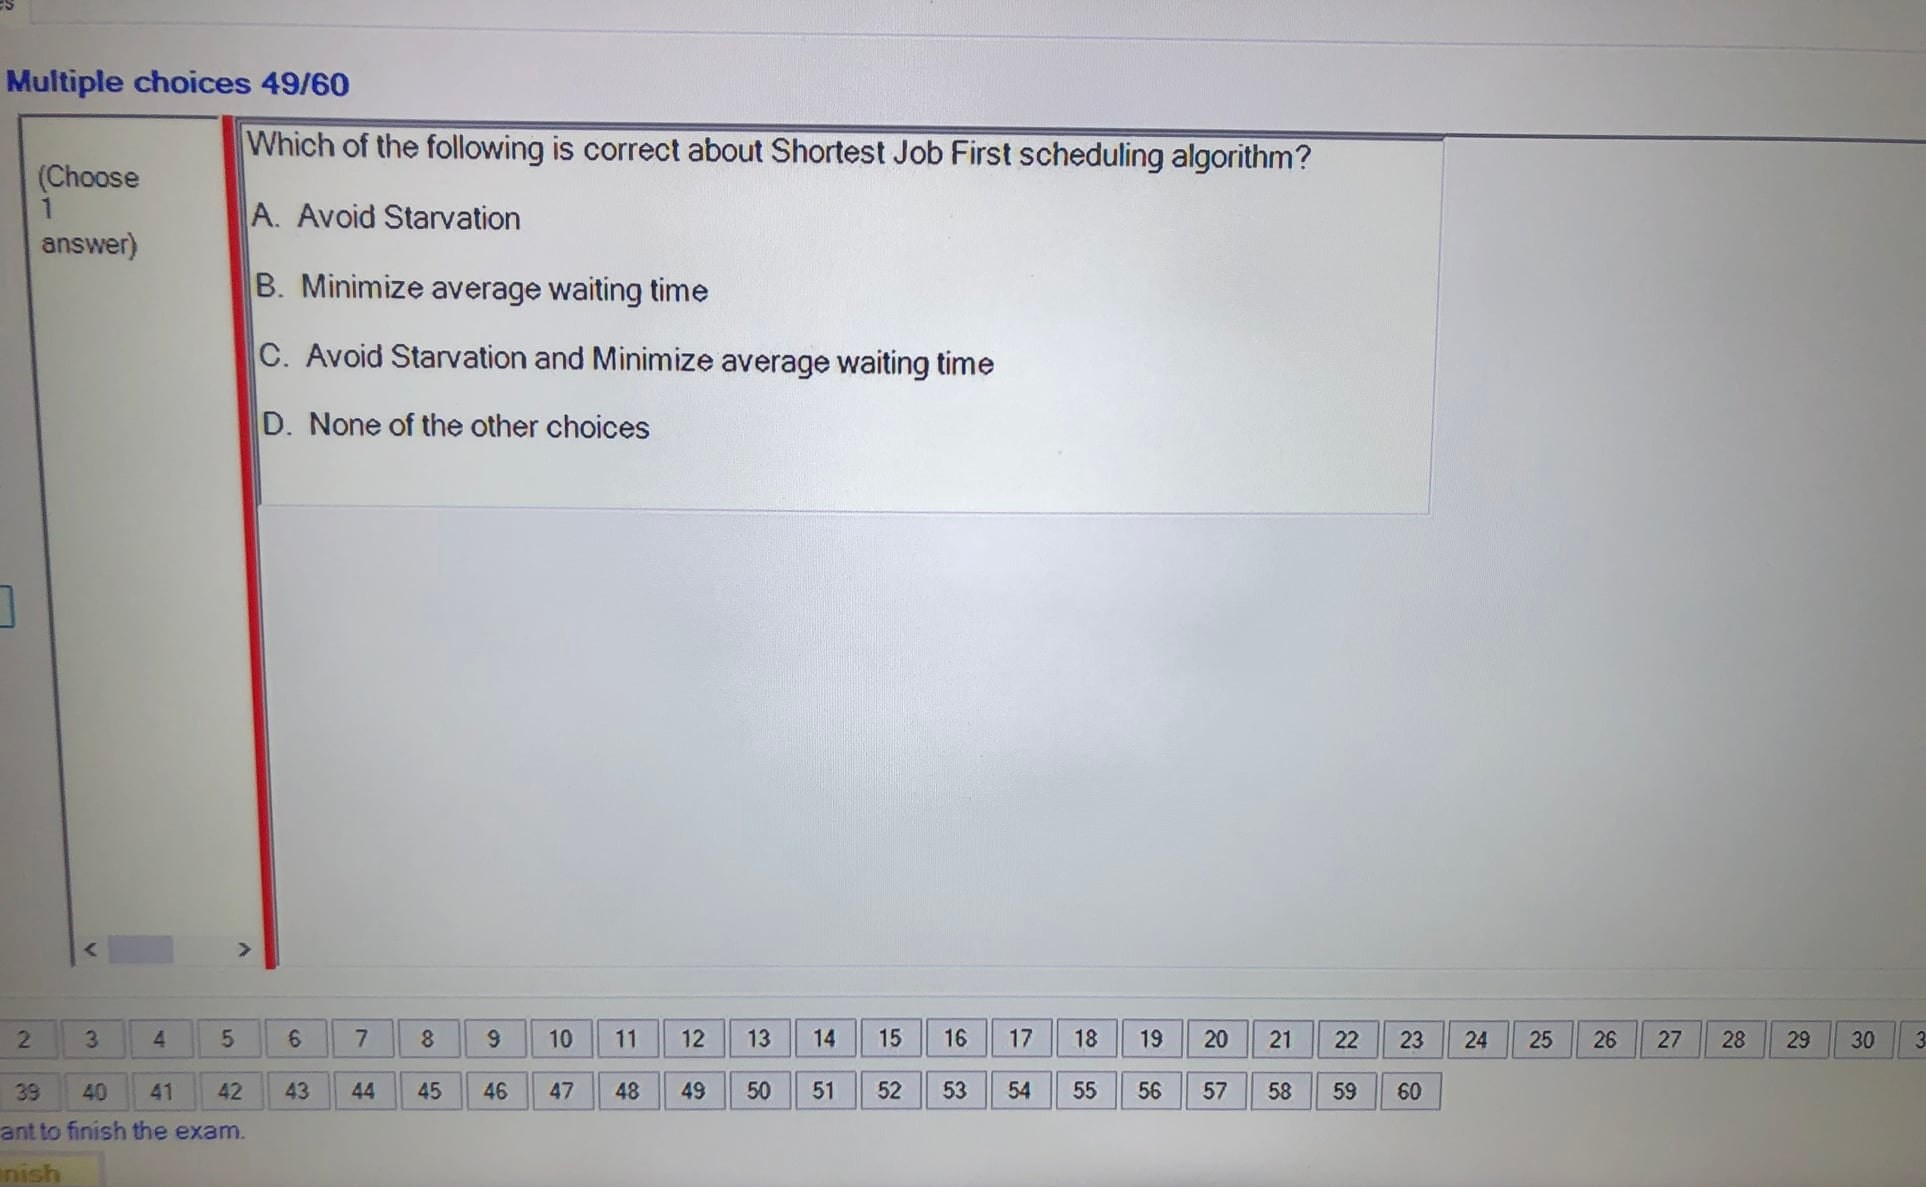 Multiple choices 49/60
(Choose
1
answer)
Which of the following is correct about Shortest Job First scheduling algorithm?
A. Avoid Starvation
B. Minimize average waiting time
C. Avoid Starvation and Minimize average waiting time
D. None of the other choices
< >
2 3 4 5 6 7 8 9 10 11 12 13 14 15 16 17 18 19 20 21 22 23 24 25 26 27 28 29 30
39 40 41 42 43 44 45 46 47 48 49 50 51 52 53 54 55 56 57 58 59 60
ant to finish the exam.
nish